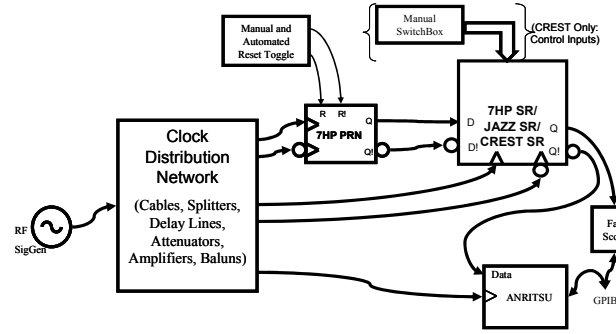 Manual and
Automated
Reset Toggle
Manual
SwitchBox
(CREST Only:
Control Inputs)
R R!
Q
7HP PRN
Q!
D
D!
7HP SR/
JAZZ SR/
CREST SR
Q
Q!
Clock
Distribution
Network
(Cables, Splitters,
Delay Lines,
Attenuators,
Amplifiers, Baluns)
RF
SigGen
Data
ANRITSU
GPIB